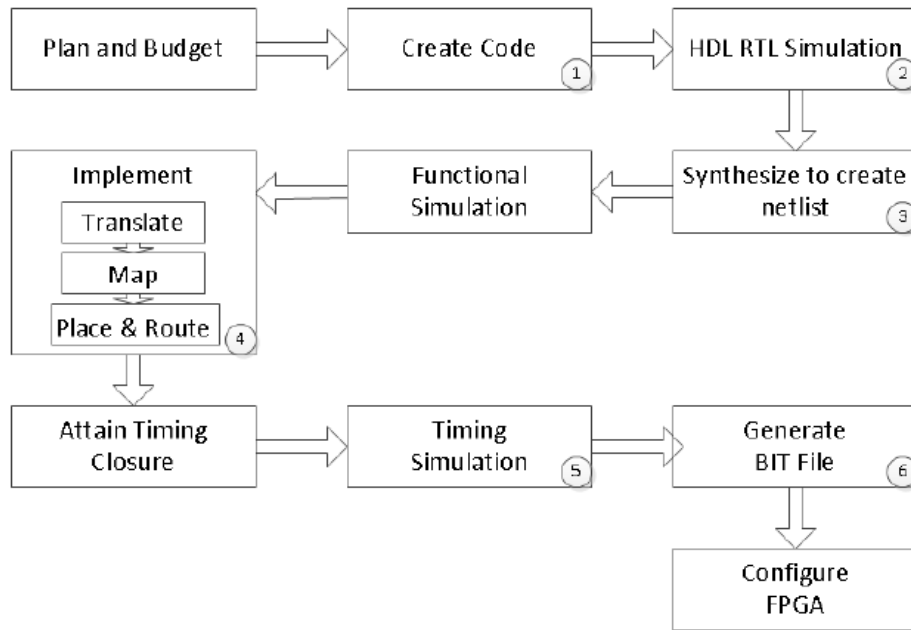 Plan and Budget
Create Code
1
HDL RTL Simulation
2
Synthesize to create
netlist
3
Functional
Simulation
Implement
Translate
Map
Place & Route
4
Attain Timing
Closure
Timing
Simulation
5
Generate
BIT File
6
Configure
FPGA